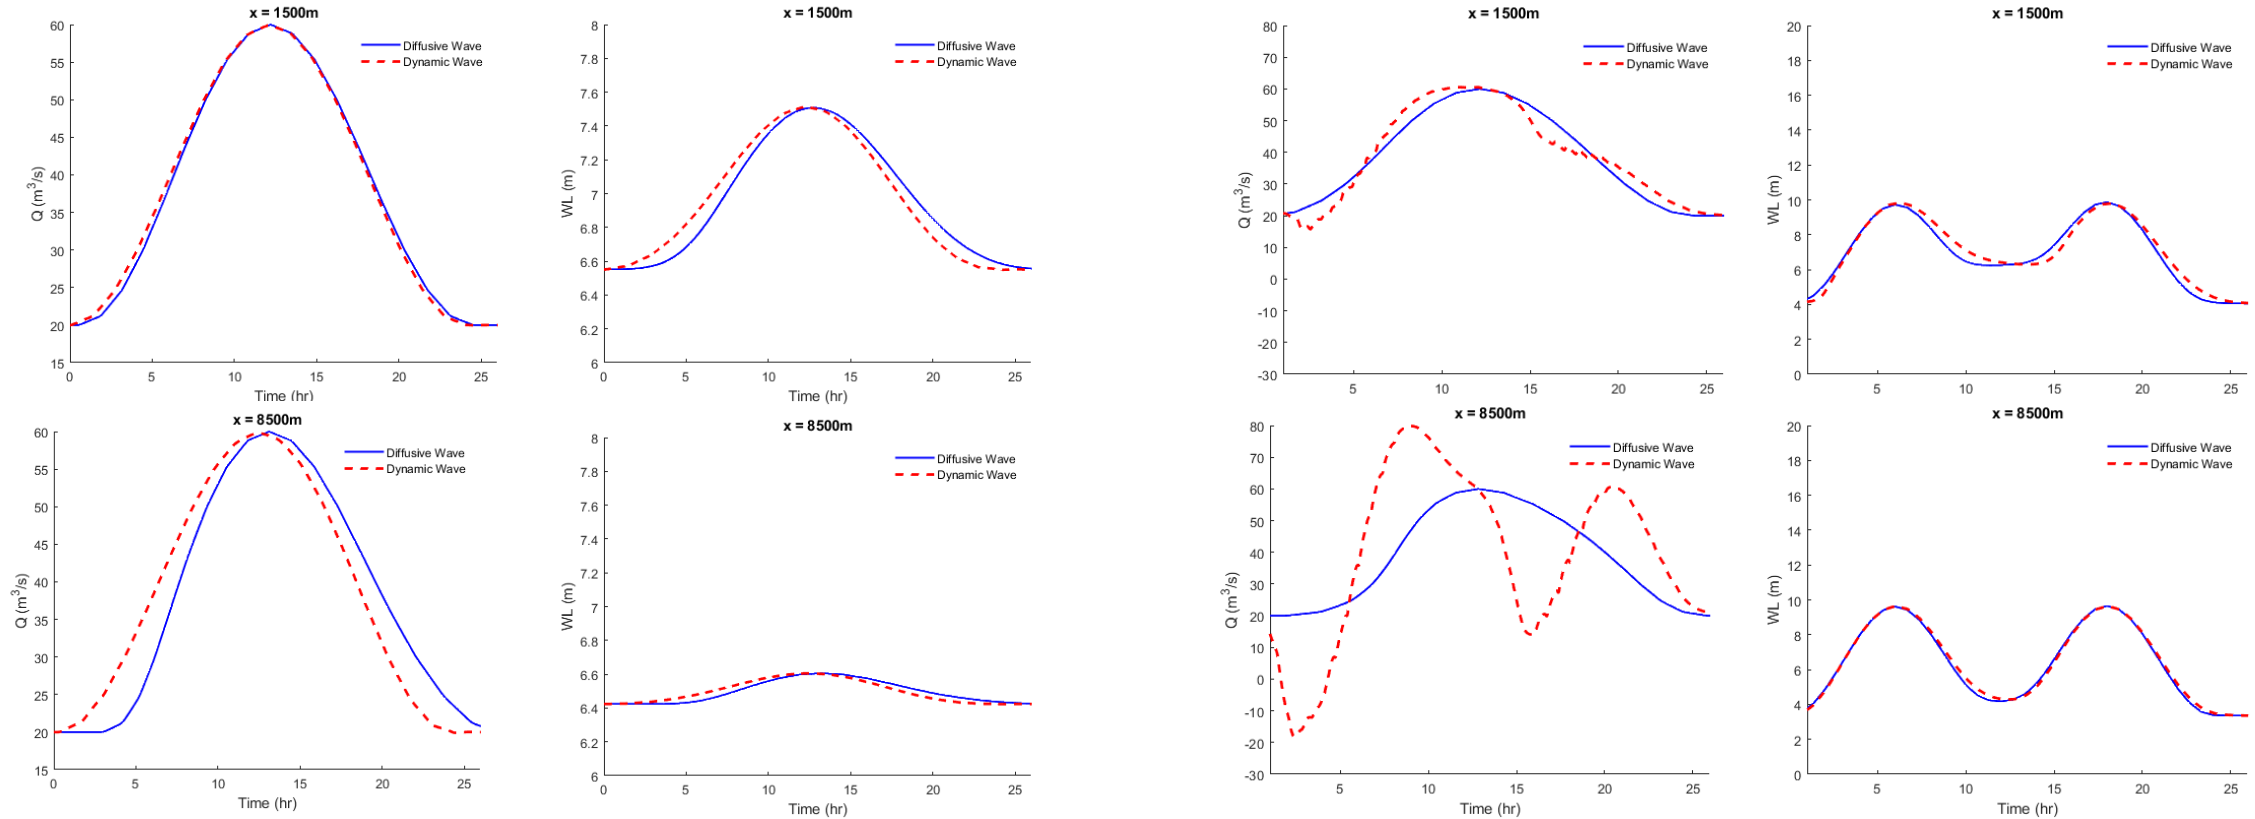 x = 1500m
60
55
50
45
40
35
30
25
20
15
Q (m³/s)
Diffusive Wave
Dynamic Wave
0 5 10 15 20 25
Time (hr)
x = 1500m
8
7.8
7.6
7.4
7.2
7
6.8
6.6
6.4
6.2
6
WL (m)
Diffusive Wave
Dynamic Wave
0 5 10 15 20 25
Time (hr)
x = 1500m
80
70
60
50
40
30
20
10
0
-10
-20
-30
Q (m³/s)
Diffusive Wave
Dynamic Wave
5 10 15 20 25
x = 1500m
20
18
16
14
12
10
8
6
4
2
0
WL (m)
Diffusive Wave
Dynamic Wave
5 10 15 20 25
x = 8500m
60
55
50
45
40
35
30
25
20
15
Q (m³/s)
Diffusive Wave
Dynamic Wave
0 5 10 15 20 25
Time (hr)
x = 8500m
8
7.8
7.6
7.4
7.2
7
6.8
6.6
6.4
6.2
6
WL (m)
Diffusive Wave
Dynamic Wave
0 5 10 15 20 25
Time (hr)
x = 8500m
80
70
60
50
40
30
20
10
0
-10
-20
-30
Q (m³/s)
Diffusive Wave
Dynamic Wave
5 10 15 20 25
Time (hr)
x = 8500m
20
18
16
14
12
10
8
6
4
2
0
WL (m)
Diffusive Wave
Dynamic Wave
5 10 15 20 25
Time (hr)